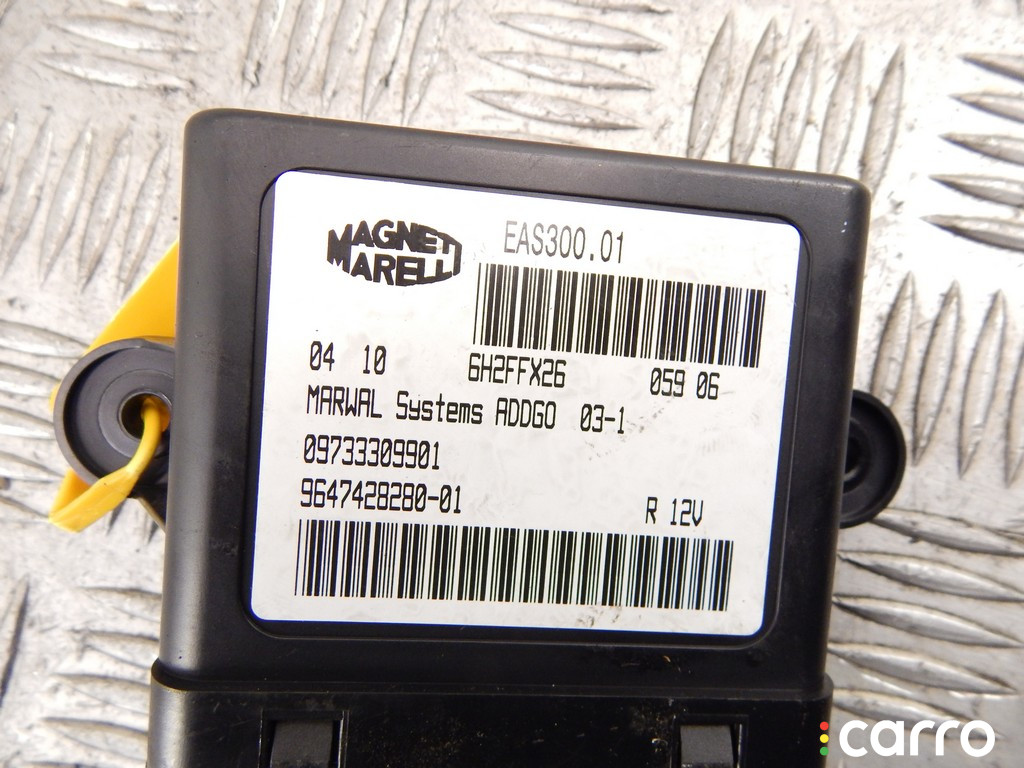 MAGNETI
MARELLI
EAS300.01
04 10 6H2FFX26 059 06
MARWAL Systems ADDGO 03-1
09733309901
9647428280-01 R 12V
carro